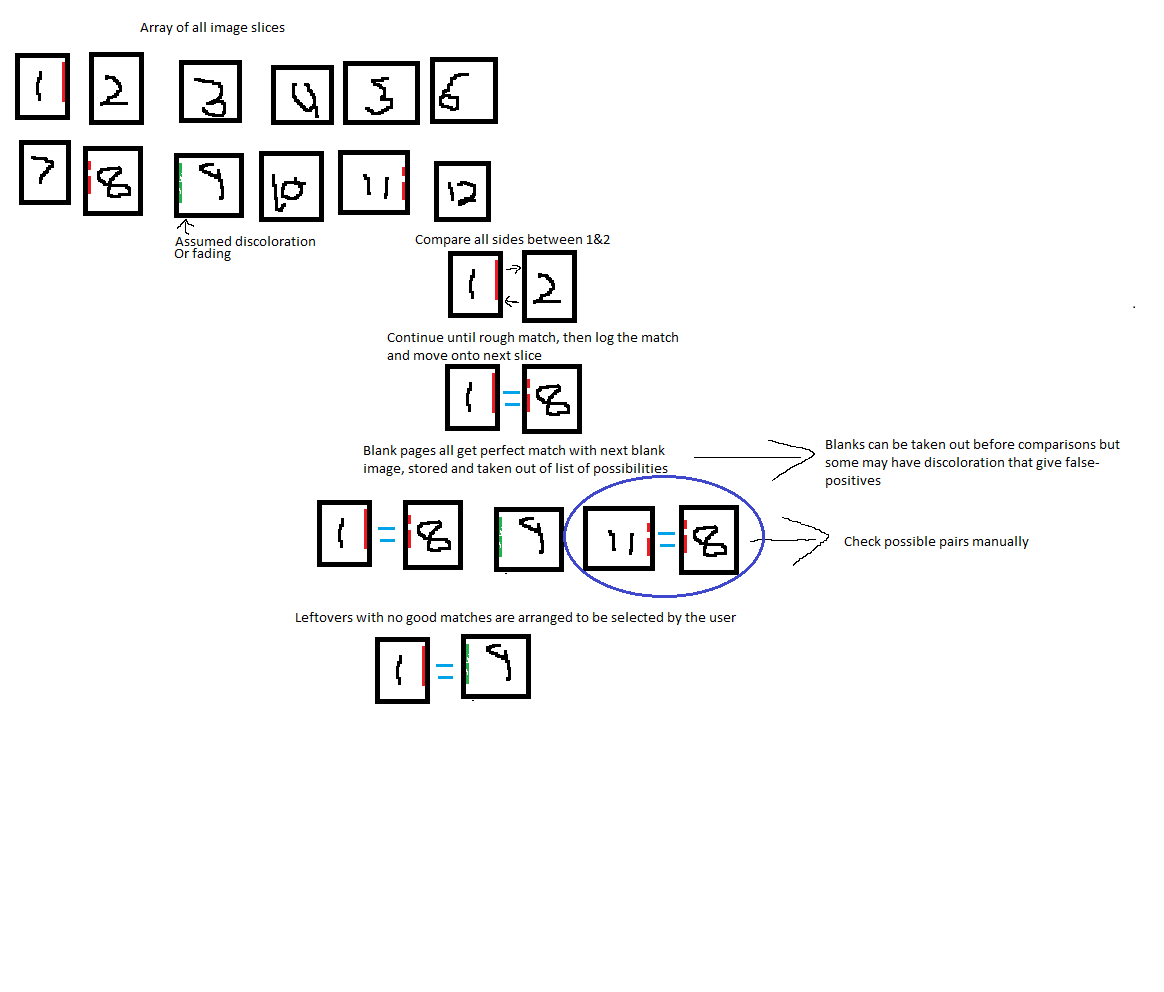 Array of all image slices
1 2 3 4 5 6
7 8 9 10 11 12
Assumed discoloration
Or fading
Compare all sides between 1&2
1 2
Continue until rough match, then log the match
and move onto next slice
1 = 8
Blank pages all get perfect match with next blank
image, stored and taken out of list of possibilities
Blanks can be taken out before comparisons but
some may have discoloration that give false-
positives
1 = 8 9 11 = 8
Check possible pairs manually
Leftovers with no good matches are arranged to be selected by the user
1 = 9